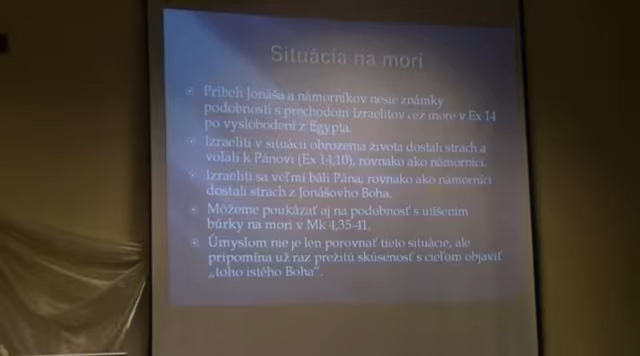 Situácia na mori
Príbeh Jonáša a námorníkov nesie známky
podobnosti s prechodom Izraelitov cez more v Ex 14
po vyslobodení z Egypta.
Izraeliti v situácii ohrozenia života dostali strach a
volali k Pánovi (Ex 14,10), rovnako ako námorníci.
Izraeliti sa veľmi báli Pána, rovnako ako námorníci
dostali strach z Jonášovho Boha.
Môžeme poukázať aj na podobnosť s utíšením
búrky na mori v Mk 4,35-41.
Úmyslom nie je len porovnať tieto situácie, ale
pripomína už raz prežitú skúsenosť s cieľom objaviť
„toho istého Boha“.